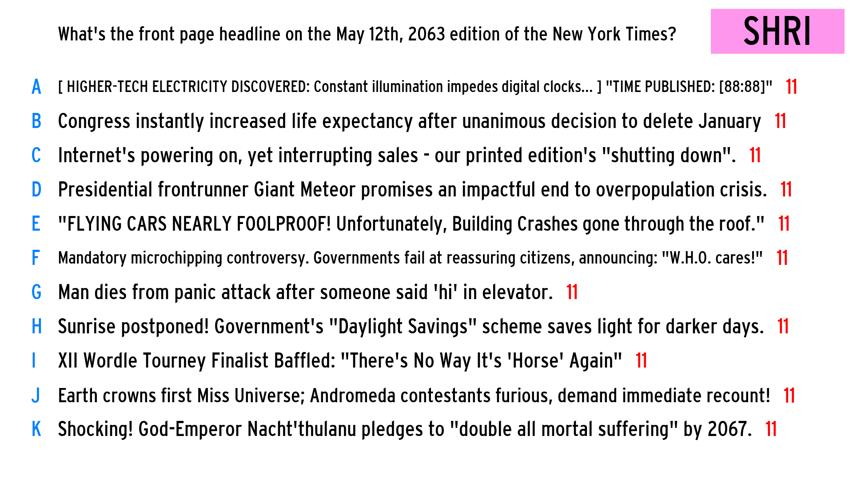 What's the front page headline on the May 12th, 2063 edition of the New York Times?
SHRI
A [ HIGHER-TECH ELECTRICITY DISCOVERED: Constant illumination impedes digital clocks... ] "TIME PUBLISHED: [88:88]" 11
B Congress instantly increased life expectancy after unanimous decision to delete January 11
C Internet's powering on, yet interrupting sales - our printed edition's "shutting down". 11
D Presidential frontrunner Giant Meteor promises an impactful end to overpopulation crisis. 11
E "FLYING CARS NEARLY FOOLPROOF! Unfortunately, Building Crashes gone through the roof." 11
F Mandatory microchipping controversy. Governments fail at reassuring citizens, announcing: "W.H.O. cares!" 11
G Man dies from panic attack after someone said 'hi' in elevator. 11
H Sunrise postponed! Government's "Daylight Savings" scheme saves light for darker days. 11
I XII Wordle Tourney Finalist Baffled: "There's No Way It's 'Horse' Again" 11
J Earth crowns first Miss Universe; Andromeda contestants furious, demand immediate recount! 11
K Shocking! God-Emperor Nacht'thulanu pledges to "double all mortal suffering" by 2067. 11